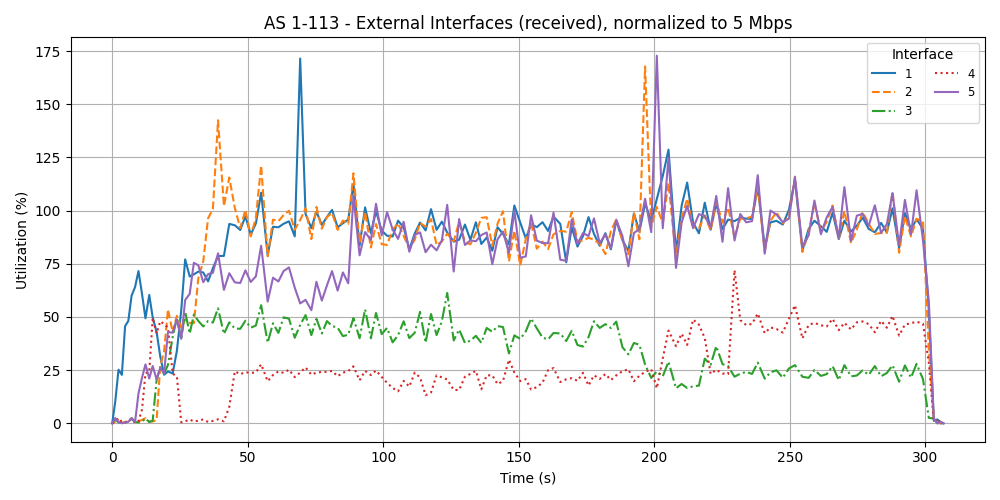 AS 1-113 - External Interfaces (received), normalized to 5 Mbps
Utilization (%)
175
150
125
100
75
50
25
0
0 50 100 150 200 250 300
Time (s)
Interface
1 4
2 5
3